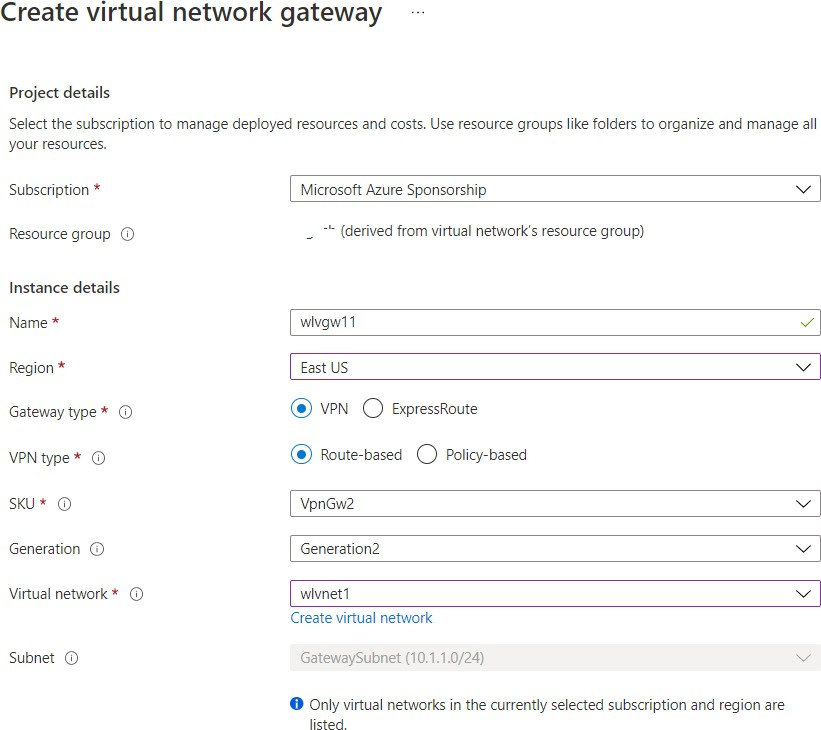 Create virtual network gateway ...
Project details
Select the subscription to manage deployed resources and costs. Use resource groups like folders to organize and manage all
your resources.
Subscription * Microsoft Azure Sponsorship
Resource group (derived from virtual network's resource group)
Instance details
Name * wlvgw11
Region * East US
Gateway type * VPN ExpressRoute
VPN type * Route-based Policy-based
SKU * VpnGw2
Generation Generation2
Virtual network * wlvnet1
Create virtual network
Subnet GatewaySubnet (10.1.1.0/24)
Only virtual networks in the currently selected subscription and region are
listed.